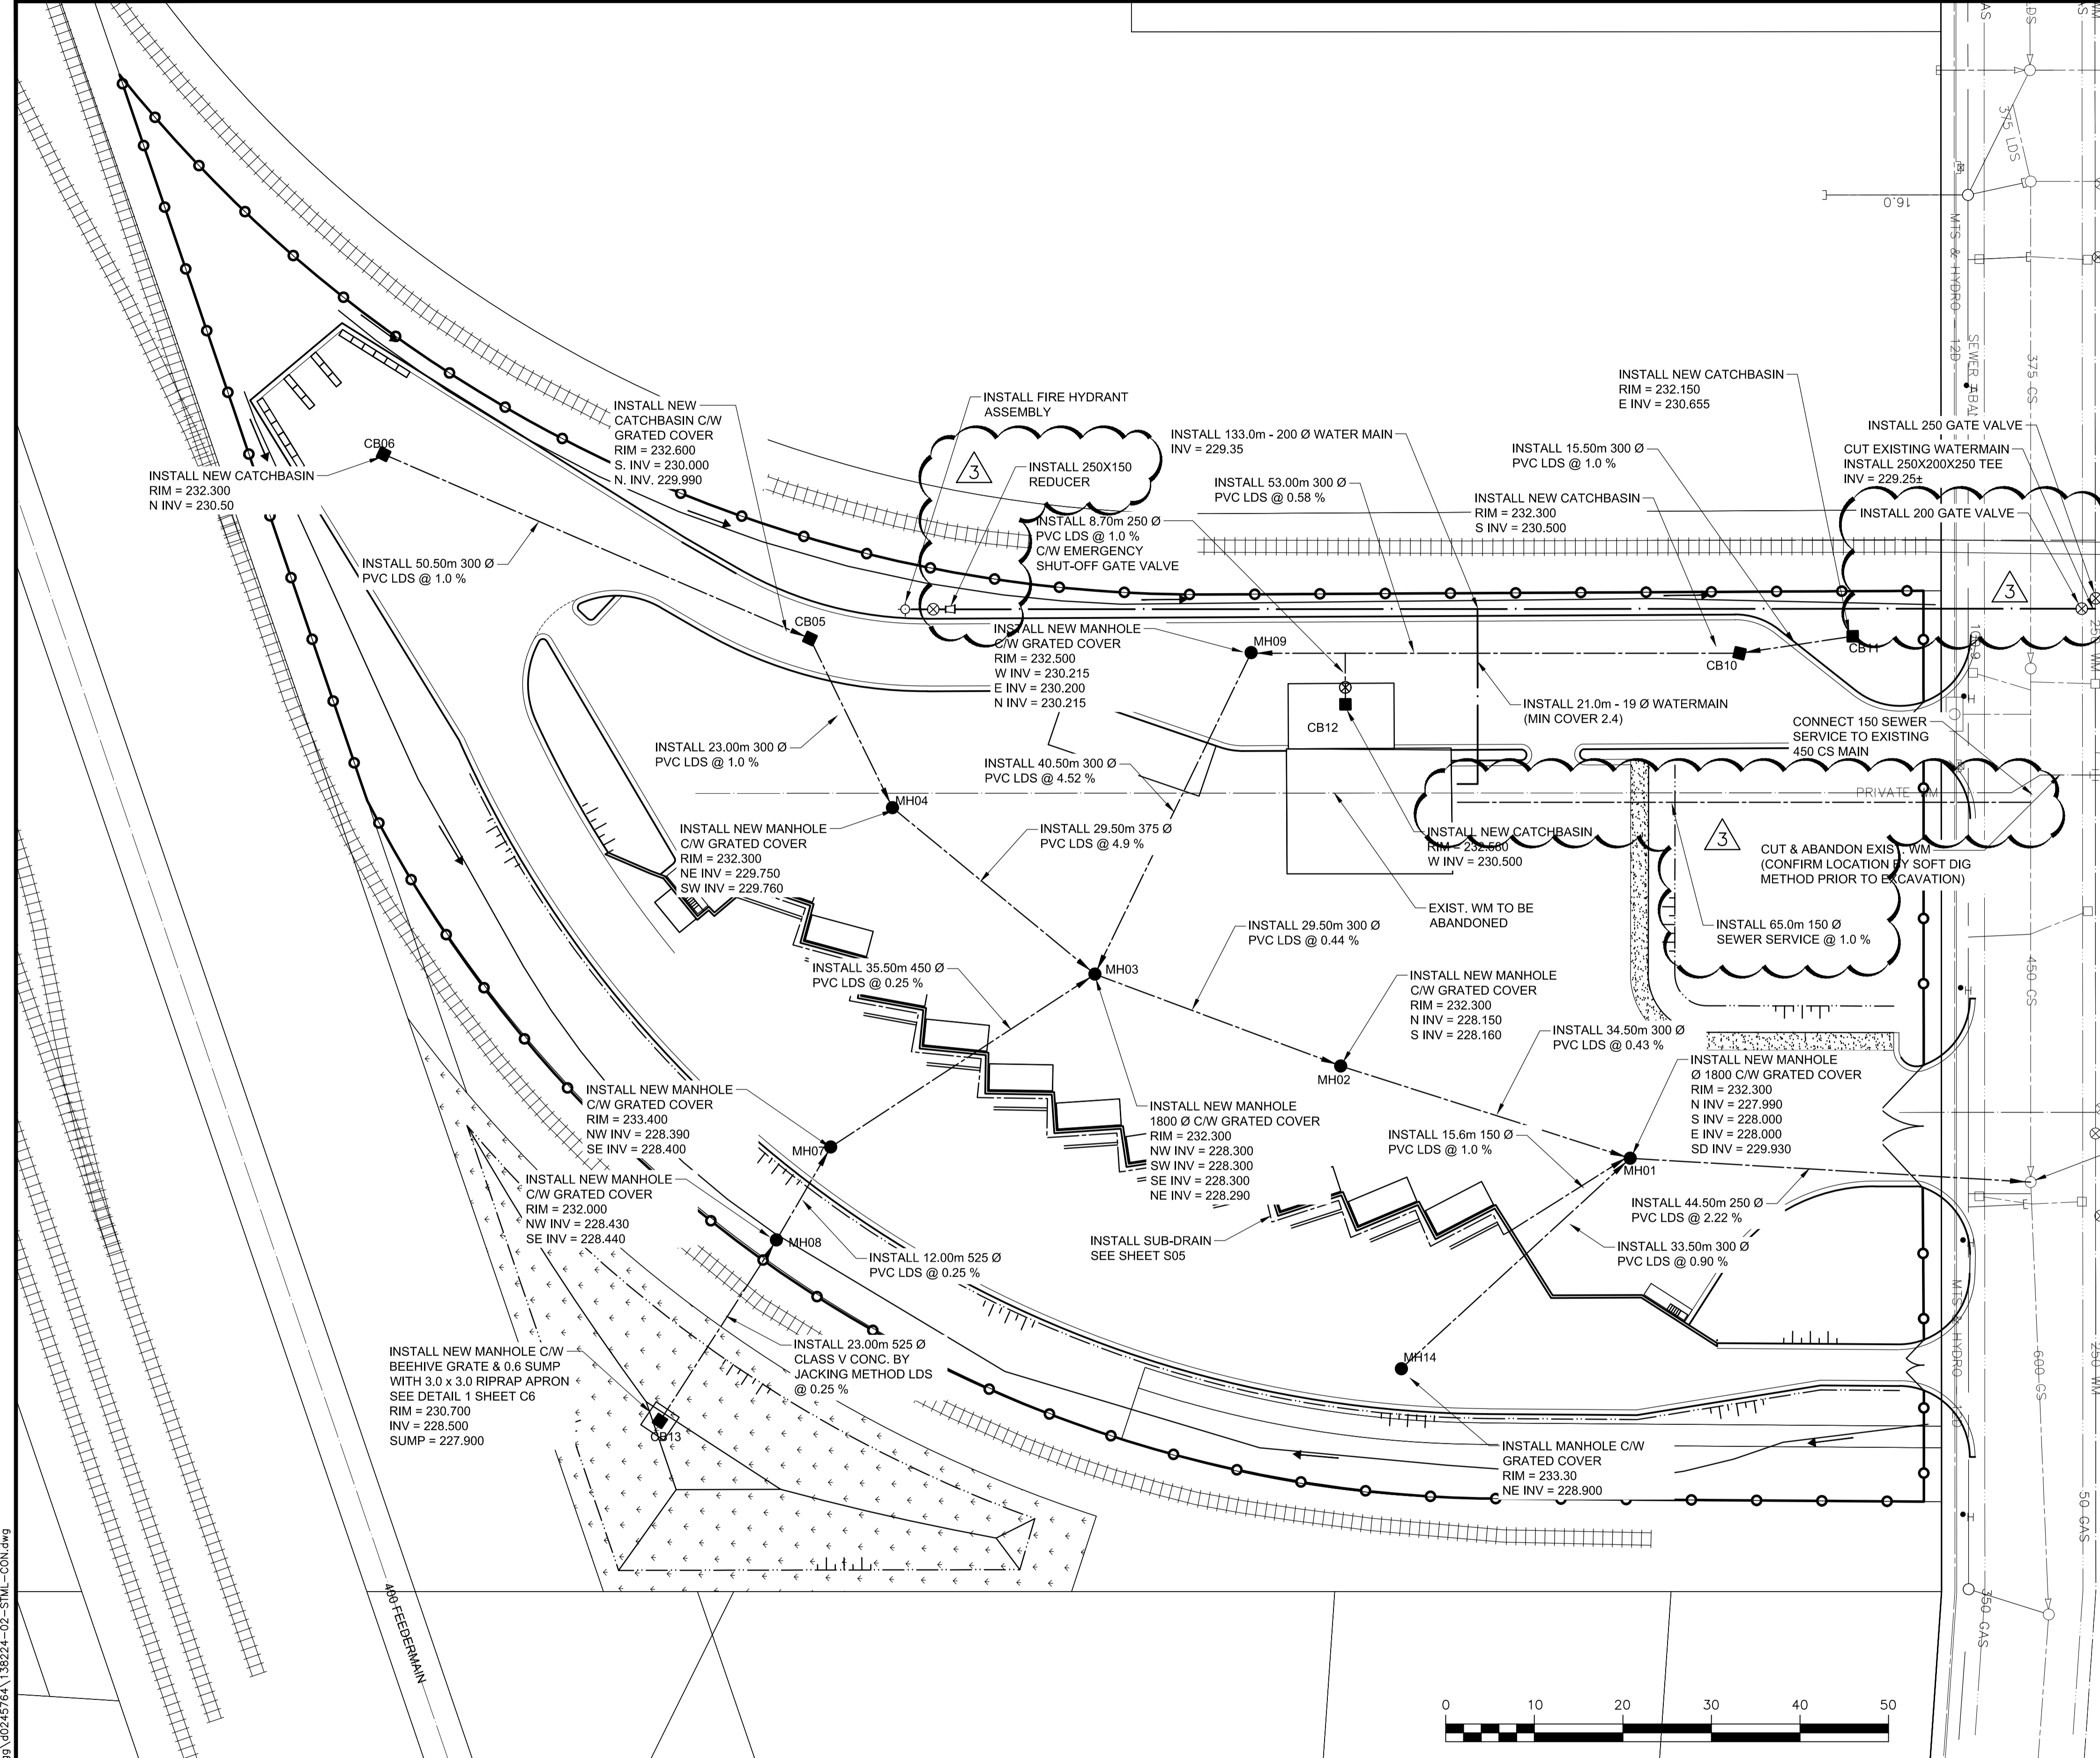 375 LDS
16.0
MTS & HYDRO - 12D
375 CS
INSTALL NEW CATCHBASIN
RIM = 232.150
E INV = 230.655
INSTALL NEW
CATCHBASIN C/W
GRATED COVER
RIM = 232.600
S. INV = 230.000
N. INV. 229.990
INSTALL FIRE HYDRANT
ASSEMBLY
INSTALL 133.0m - 200 Ø WATER MAIN
INV = 229.35
INSTALL 15.50m 300 Ø
PVC LDS @ 1.0 %
INSTALL 250 GATE VALVE
CUT EXISTING WATERMAIN
INSTALL 250X200X250 TEE
INV = 229.25±
INSTALL 200 GATE VALVE
CB06
INSTALL NEW CATCHBASIN
RIM = 232.300
N INV = 230.50
3
INSTALL 250X150
REDUCER
INSTALL 53.00m 300 Ø
PVC LDS @ 0.58 %
INSTALL NEW CATCHBASIN
RIM = 232.300
S INV = 230.500
INSTALL 8.70m 250 Ø
PVC LDS @ 1.0 %
C/W EMERGENCY
SHUT-OFF GATE VALVE
INSTALL 50.50m 300 Ø
PVC LDS @ 1.0 %
3
CB05
INSTALL NEW MANHOLE
C/W GRATED COVER
RIM = 232.500
W INV = 230.215
E INV = 230.200
N INV = 230.215
MH09
CB10
CB11
CB12
INSTALL 21.0m - 19 Ø WATERMAIN
(MIN COVER 2.4)
CONNECT 150 SEWER
SERVICE TO EXISTING
450 CS MAIN
INSTALL 23.00m 300 Ø
PVC LDS @ 1.0 %
INSTALL 40.50m 300 Ø
PVC LDS @ 4.52 %
PRIVATE WM
MH04
INSTALL NEW MANHOLE
C/W GRATED COVER
RIM = 232.300
NE INV = 229.750
SW INV = 229.760
INSTALL 29.50m 375 Ø
PVC LDS @ 4.9 %
INSTALL NEW CATCHBASIN
RIM = 232.580
W INV = 230.500
3
CUT & ABANDON EXIST. WM
(CONFIRM LOCATION BY SOFT DIG
METHOD PRIOR TO EXCAVATION)
EXIST. WM TO BE
ABANDONED
INSTALL 29.50m 300 Ø
PVC LDS @ 0.44 %
INSTALL 65.0m 150 Ø
SEWER SERVICE @ 1.0 %
INSTALL 35.50m 450 Ø
PVC LDS @ 0.25 %
MH03
450 CS
INSTALL NEW MANHOLE
C/W GRATED COVER
RIM = 232.300
N INV = 228.150
S INV = 228.160
MH02
INSTALL 34.50m 300 Ø
PVC LDS @ 0.43 %
INSTALL NEW MANHOLE
Ø 1800 C/W GRATED COVER
RIM = 232.300
N INV = 227.990
S INV = 228.000
E INV = 228.000
SD INV = 229.930
INSTALL NEW MANHOLE
C/W GRATED COVER
RIM = 233.400
NW INV = 228.390
SE INV = 228.400
MH07
INSTALL NEW MANHOLE
1800 Ø C/W GRATED COVER
RIM = 232.300
NW INV = 228.300
SW INV = 228.300
SE INV = 228.300
NE INV = 228.290
INSTALL 15.6m 150 Ø
PVC LDS @ 1.0 %
MH01
INSTALL NEW MANHOLE
C/W GRATED COVER
RIM = 232.000
NW INV = 228.430
SE INV = 228.440
MH08
INSTALL 44.50m 250 Ø
PVC LDS @ 2.22 %
INSTALL SUB-DRAIN
SEE SHEET S05
INSTALL 12.00m 525 Ø
PVC LDS @ 0.25 %
INSTALL 33.50m 300 Ø
PVC LDS @ 0.90 %
INSTALL NEW MANHOLE C/W
BEEHIVE GRATE & 0.6 SUMP
WITH 3.0 x 3.0 RIPRAP APRON
SEE DETAIL 1 SHEET C6
RIM = 230.700
INV = 228.500
SUMP = 227.900
INSTALL 23.00m 525 Ø
CLASS V CONC. BY
JACKING METHOD LDS
@ 0.25 %
MH14
CB13
600 CS
INSTALL MANHOLE C/W
GRATED COVER
RIM = 233.30
NE INV = 228.900
50 GAS
350 GAS
400 FEEDERMAIN
0 10 20 30 40 50